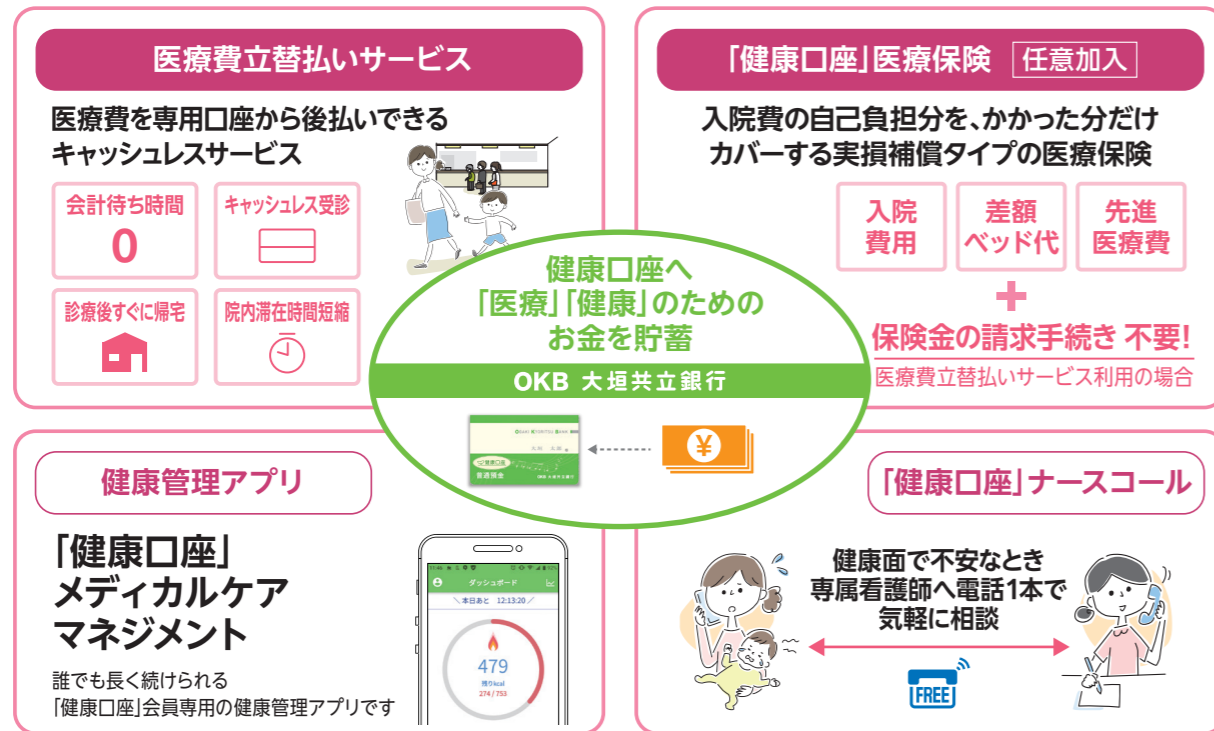 医療費立替払いサービス
医療費を専用口座から後払いできる
キャッシュレスサービス
会計待ち時間
0
キャッシュレス受診
診療後すぐに帰宅
院内滞在時間短縮
「健康口座」医療保険 任意加入
入院費の自己負担分を、かかった分だけ
カバーする実損補償タイプの医療保険
入院
費用
差額
ベッド代
先進
医療費
+
保険金の請求手続き 不要!
医療費立替払いサービス利用の場合
健康口座へ
「医療」「健康」のための
お金を貯蓄
OKB 大垣共立銀行
健康口座
普通預金
OKB 大垣共立銀行
¥
健康管理アプリ
「健康口座」
メディカルケア
マネジメント
誰でも長く続けられる
「健康口座」会員専用の健康管理アプリです
ダッシュボード
本日あと 12:13:20
479
残りkcal
274 / 753
「健康口座」ナースコール
健康面で不安なとき
専属看護師へ電話1本で
気軽に相談
FREE